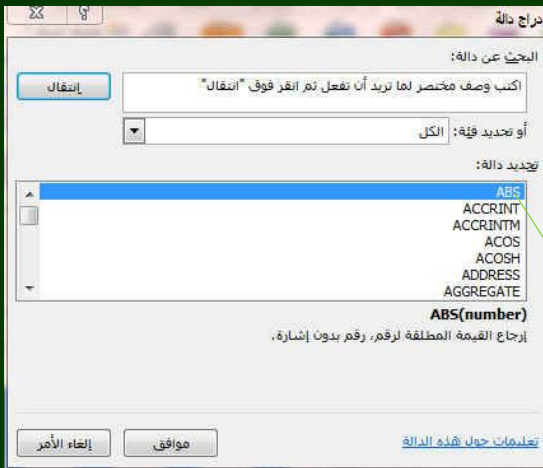 دراج دالة
البحث عن دالة:
اكتب وصف مختصر لما تريد أن تفعل ثم انقر فوق "انتقال"
إنتقال
أو تحديد فئة: الكل
تحديد دالة:
ABS
ACCRINT
ACCRINTM
ACOS
ACOSH
ADDRESS
AGGREGATE
ABS(number)
إرجاع القيمة المطلقة لرقم، رقم بدون إشارة.
تعليمات حول هذه الدالة
موافق
إلغاء الأمر